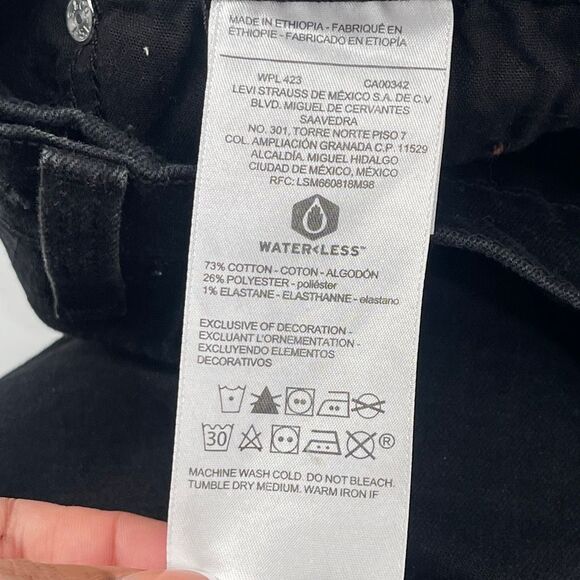 MADE IN ETHIOPIA - FABRIQUÉ EN
ÉTHIOPIE - FABRICADO EN ETIOPÍA
WPL 423 CA00342
LEVI STRAUSS DE MÉXICO S.A. DE C.V
BLVD. MIGUEL DE CERVANTES
SAAVEDRA
NO. 301, TORRE NORTE PISO 7
COL. AMPLIACIÓN GRANADA C.P. 11529
ALCALDÍA. MIGUEL HIDALGO
CIUDAD DE MÉXICO, MÉXICO
RFC: LSM660818M98
WATER<LESS™
73% COTTON - COTON - ALGODÓN
26% POLYESTER - poliéster
1% ELASTANE - ELASTHANNE - elastano
EXCLUSIVE OF DECORATION -
EXCLUANT L'ORNEMENTATION -
EXCLUYENDO ELEMENTOS
DECORATIVOS
30 ®
MACHINE WASH COLD. DO NOT BLEACH.
TUMBLE DRY MEDIUM. WARM IRON IF